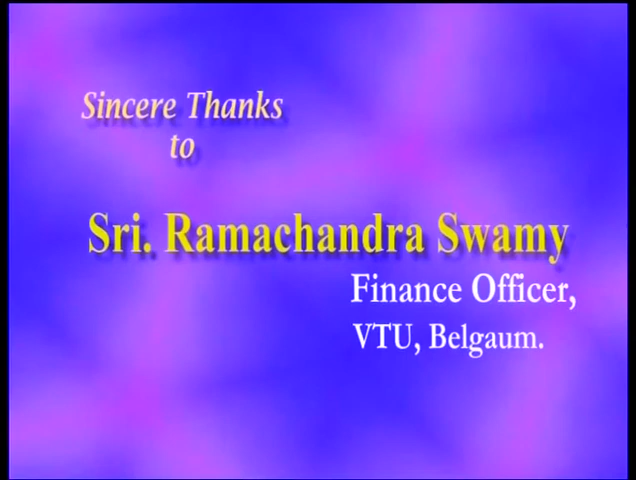 Sincere Thanks
to
Sri. Ramachandra Swamy
Finance Officer,
VTU, Belgaum.